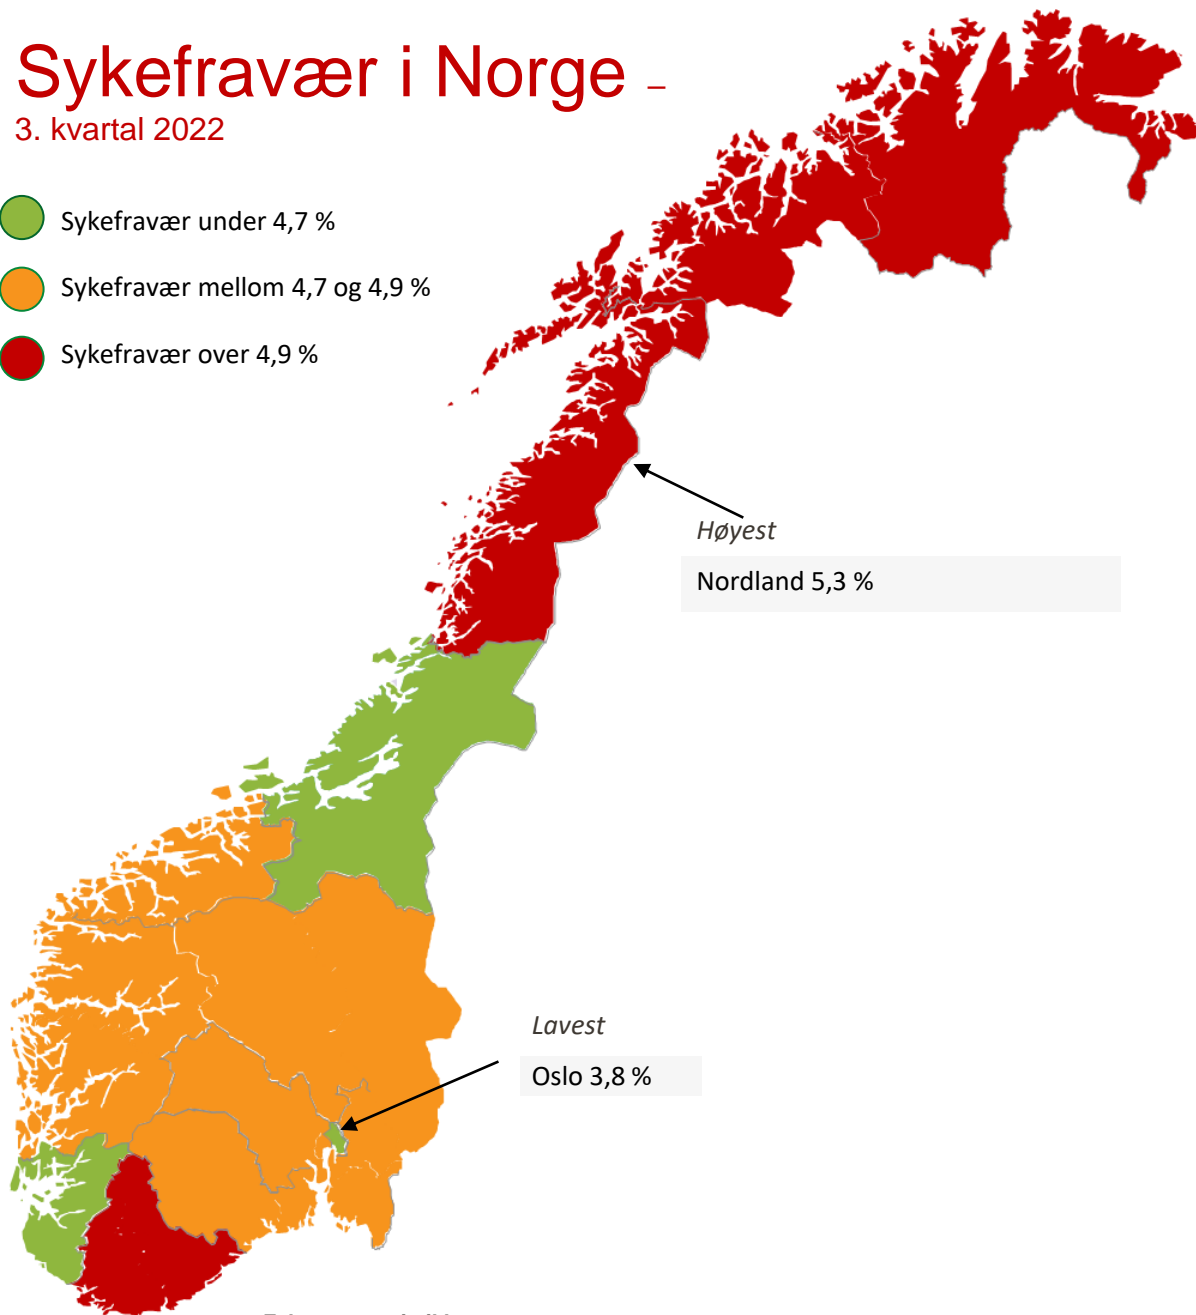 Sykefravær i Norge –
3. kvartal 2022
Sykefravær under 4,7 %
Sykefravær mellom 4,7 og 4,9 %
Sykefravær over 4,9 %
Høyest
Nordland 5,3 %
Lavest
Oslo 3,8 %